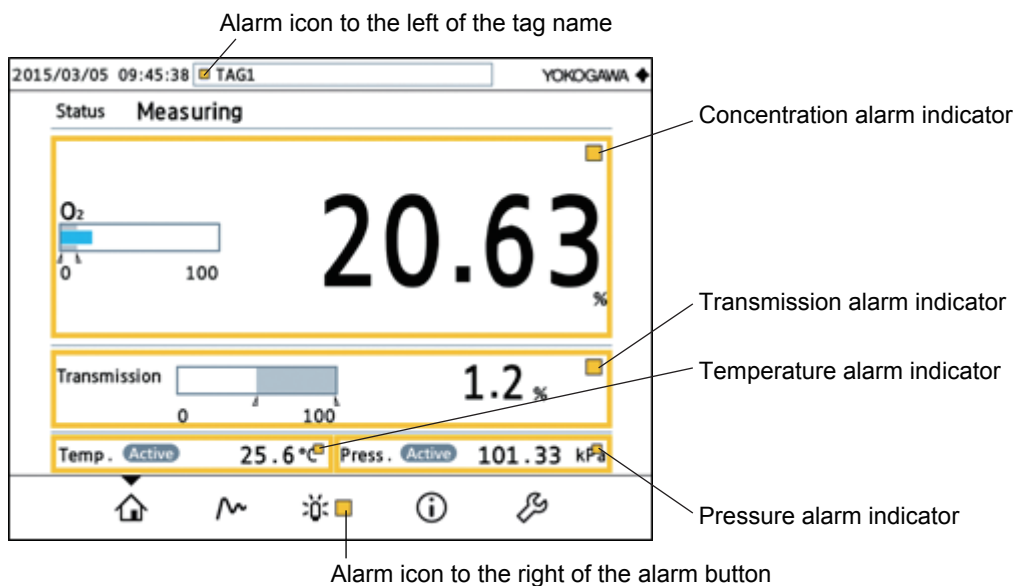 Alarm icon to the left of the tag name
2015/03/05 09:45:38 TAG1 YOKOGAWA
Status Measuring
Concentration alarm indicator
O₂
20.63
0 100
%
Transmission alarm indicator
Transmission 1.2 %
0 100
Temperature alarm indicator
Temp. Active 25.6 °C Press. Active 101.33 kPa
Pressure alarm indicator
Alarm icon to the right of the alarm button